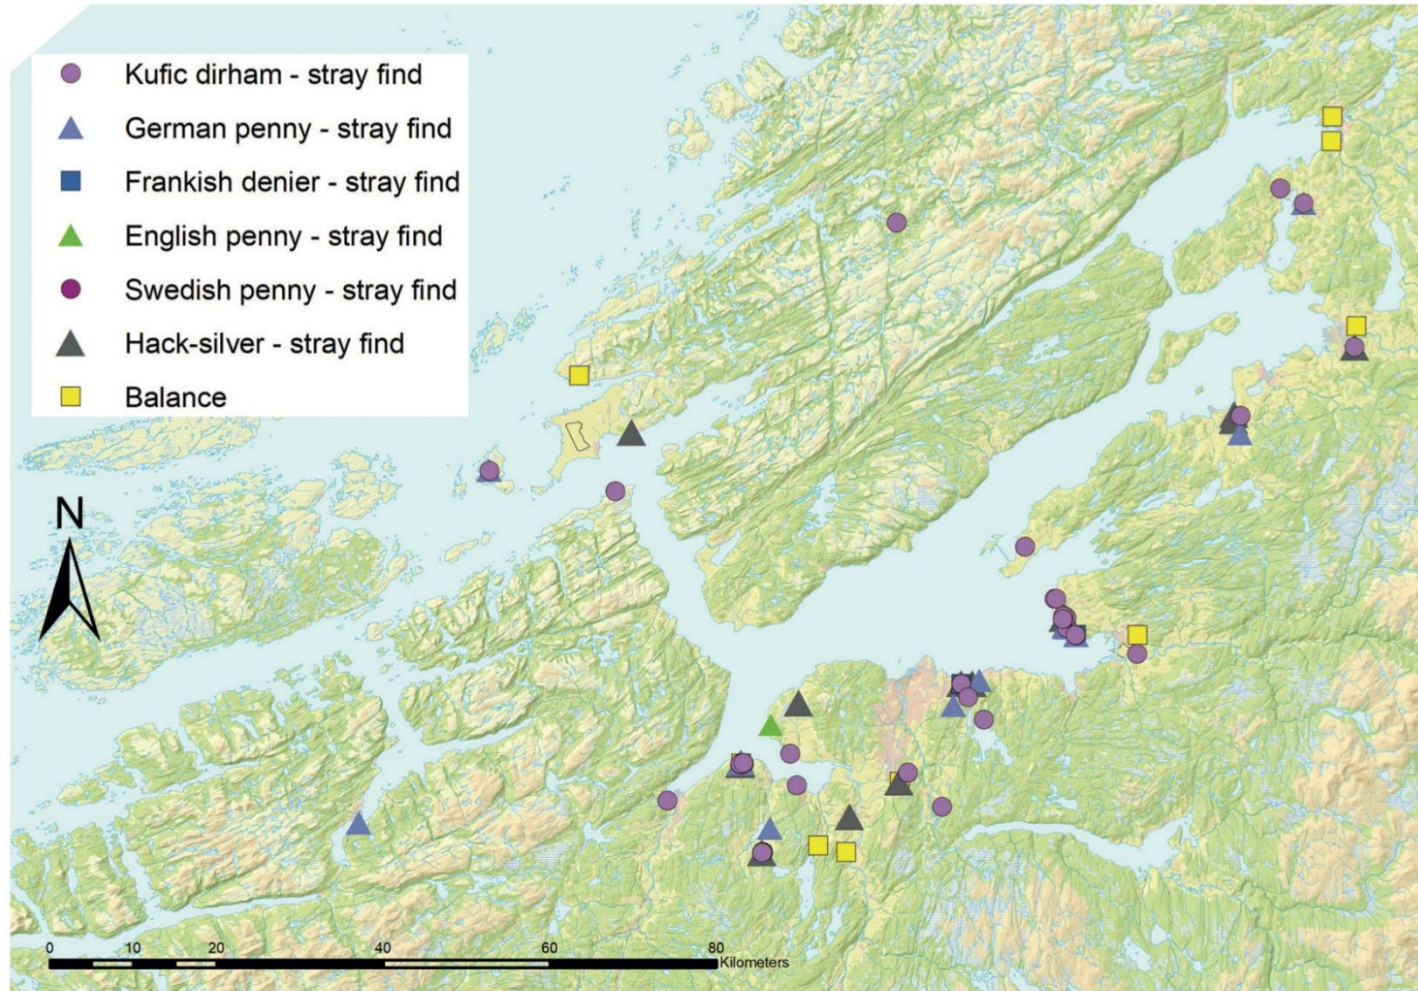 Kufic dirham - stray find
German penny - stray find
Frankish denier - stray find
English penny - stray find
Swedish penny - stray find
Hack-silver - stray find
Balance
N
0 10 20 40 60 80
Kilometers